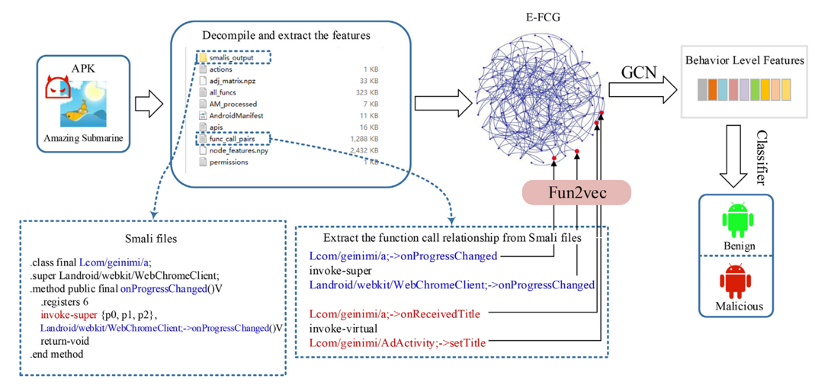 E-FCG
Decompile and extract the features
APK
Amazing Submarine
smalis_output
actions 1 KB
adj_matrix.npz 33 KB
all_funcs 323 KB
AM_processed 7 KB
AndroidManifest 11 KB
apis 16 KB
func_call_pairs 1,288 KB
node_features.npy 2,432 KB
permissions 1 KB
GCN
Behavior Level Features
Fun2vec
Classifier
Benign
Malicious
Smali files
.class final Lcom/geinimi/a;
.super Landroid/webkit/WebChromeClient;
.method public final onProgressChanged()V
.registers 6
invoke-super {p0, p1, p2},
Landroid/webkit/WebChromeClient;->onProgressChanged()V
return-void
.end method
Extract the function call relationship from Smali files
Lcom/geinimi/a;->onProgressChanged
invoke-super
Landroid/webkit/WebChromeClient;->onProgressChanged
Lcom/geinimi/a;->onReceivedTitle
invoke-virtual
Lcom/geinimi/AdActivity;->setTitle